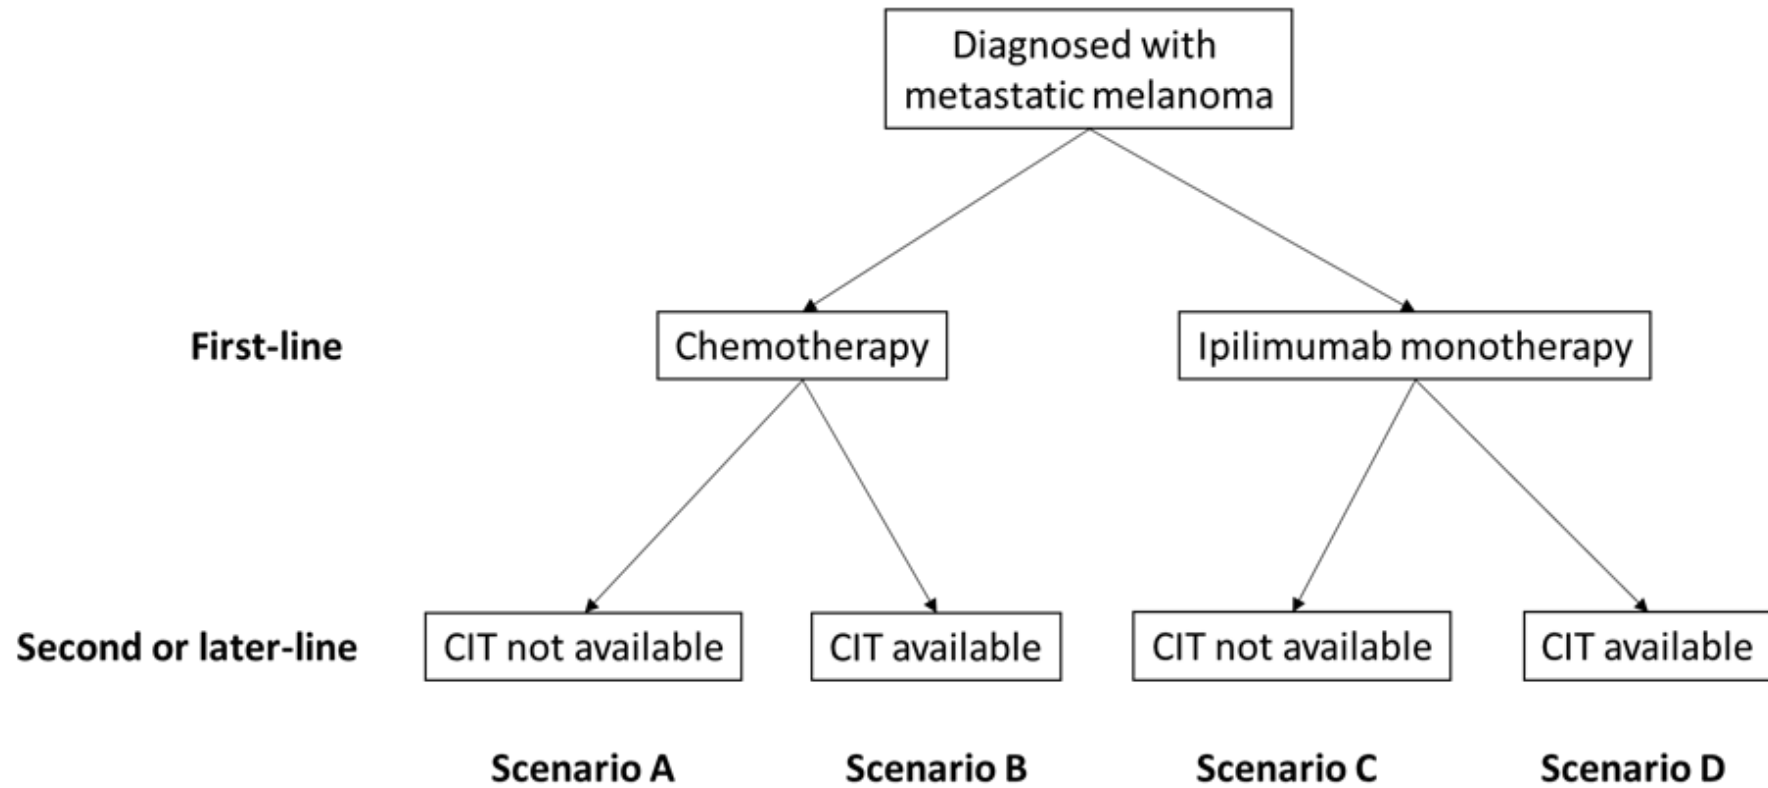 Diagnosed with
metastatic melanoma
First-line
Chemotherapy
Ipilimumab monotherapy
Second or later-line
CIT not available
CIT available
CIT not available
CIT available
Scenario A
Scenario B
Scenario C
Scenario D